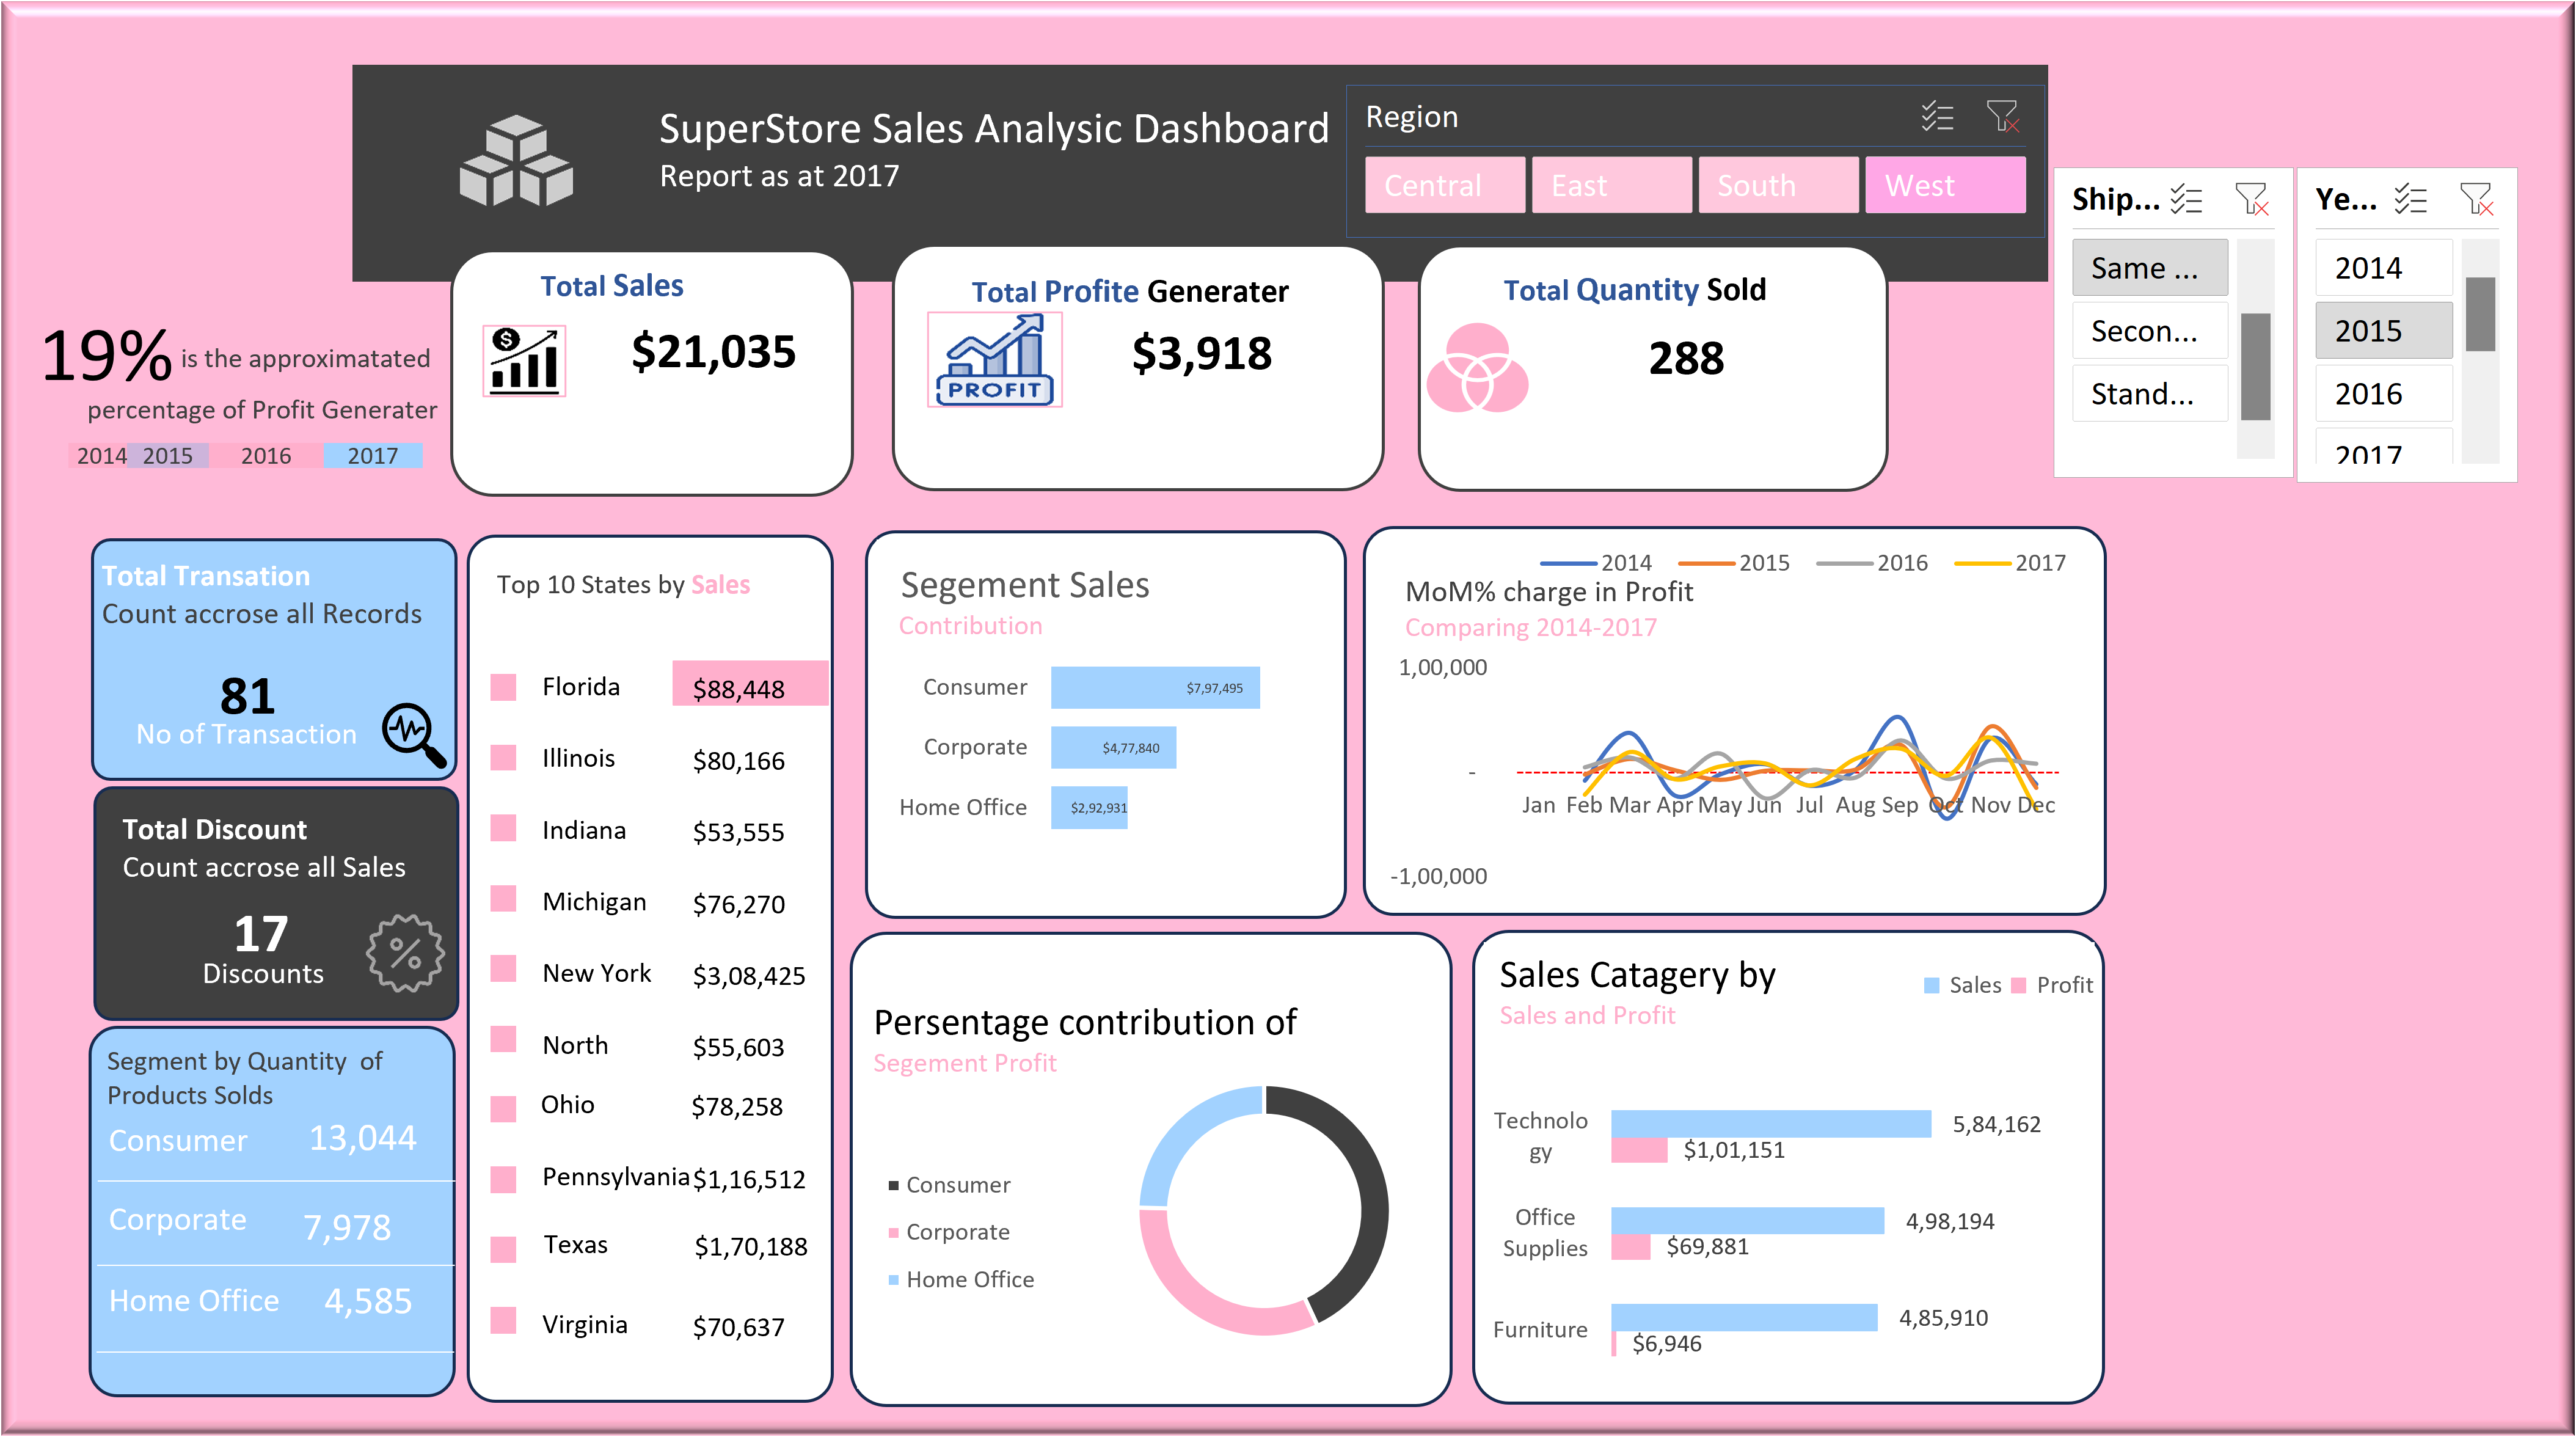 SuperStore Sales Analysic Dashboard
Report as at 2017
Region
Central East South West
Ship...
Same ...
Secon...
Stand...
Ye...
2014
2015
2016
2017
19% is the approximatated
percentage of Profit Generater
2014 2015 2016 2017
Total Sales
$21,035
Total Profite Generater
PROFIT
$3,918
Total Quantity Sold
288
Total Transation
Count accrose all Records
81
No of Transaction
Total Discount
Count accrose all Sales
17
Discounts
Segment by Quantity of
Products Solds
Consumer 13,044
Corporate 7,978
Home Office 4,585
Top 10 States by Sales
Florida $88,448
Illinois $80,166
Indiana $53,555
Michigan $76,270
New York $3,08,425
North $55,603
Ohio $78,258
Pennsylvania $1,16,512
Texas $1,70,188
Virginia $70,637
Segement Sales
Contribution
Consumer $7,97,495
Corporate $4,77,840
Home Office $2,92,931
2014 2015 2016 2017
MoM% charge in Profit
Comparing 2014-2017
1,00,000
-
Jan Feb Mar Apr May Jun Jul Aug Sep Oct Nov Dec
-1,00,000
Persentage contribution of
Segement Profit
Consumer
Corporate
Home Office
Sales Catagery by
Sales and Profit
Sales Profit
Technolo
gy
5,84,162
$1,01,151
Office
Supplies
4,98,194
$69,881
Furniture
4,85,910
$6,946